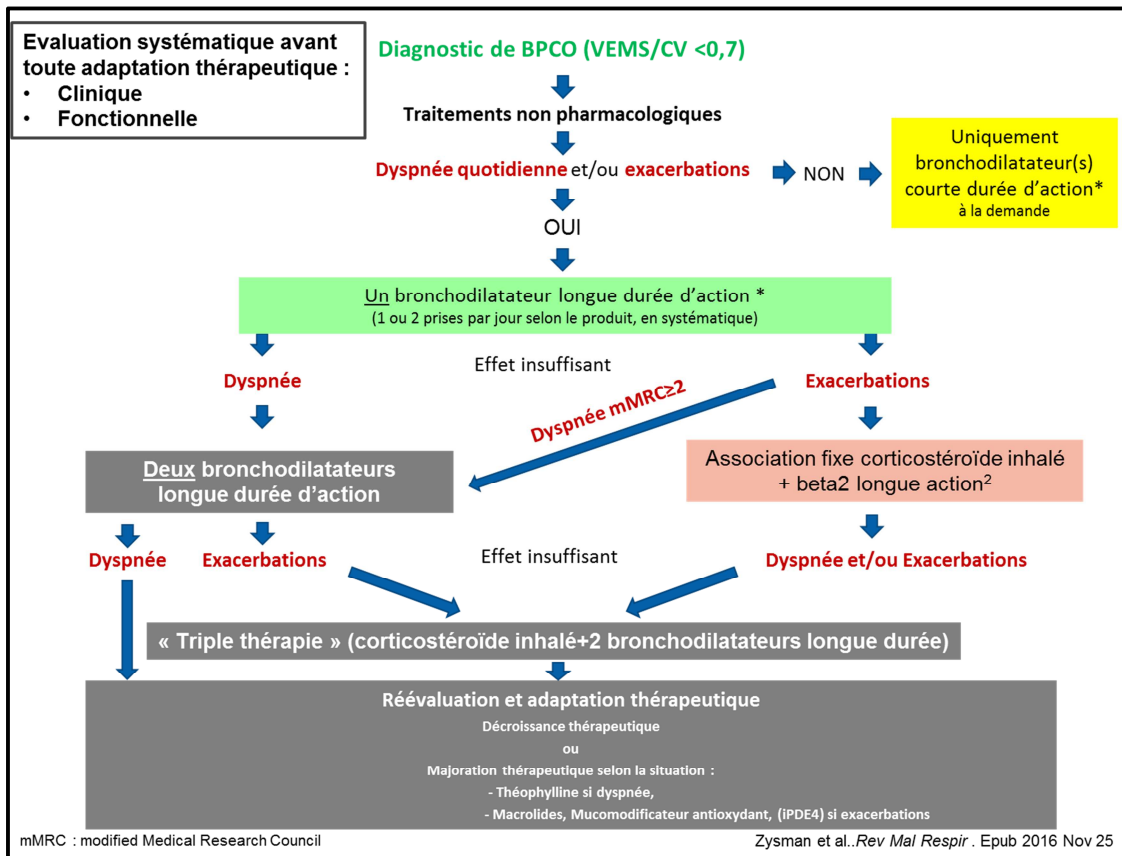 Evaluation systématique avant
toute adaptation thérapeutique :
• Clinique
• Fonctionnelle
Diagnostic de BPCO (VEMS/CV <0,7)
Traitements non pharmacologiques
Dyspnée quotidienne et/ou exacerbations
NON
Uniquement
bronchodilatateur(s)
courte durée d'action*
à la demande
OUI
Un bronchodilatateur longue durée d'action *
(1 ou 2 prises par jour selon le produit, en systématique)
Effet insuffisant
Dyspnée
Exacerbations
Dyspnée mMRC≥2
Deux bronchodilatateurs
longue durée d'action
Association fixe corticostéroïde inhalé
+ beta2 longue action²
Dyspnée
Exacerbations
Effet insuffisant
Dyspnée et/ou Exacerbations
« Triple thérapie » (corticostéroïde inhalé+2 bronchodilatateurs longue durée)
Réévaluation et adaptation thérapeutique
Décroissance thérapeutique
ou
Majoration thérapeutique selon la situation :
- Théophylline si dyspnée,
- Macrolides, Mucomodificateur antioxydant, (iPDE4) si exacerbations
mMRC : modified Medical Research Council
Zysman et al..Rev Mal Respir . Epub 2016 Nov 25